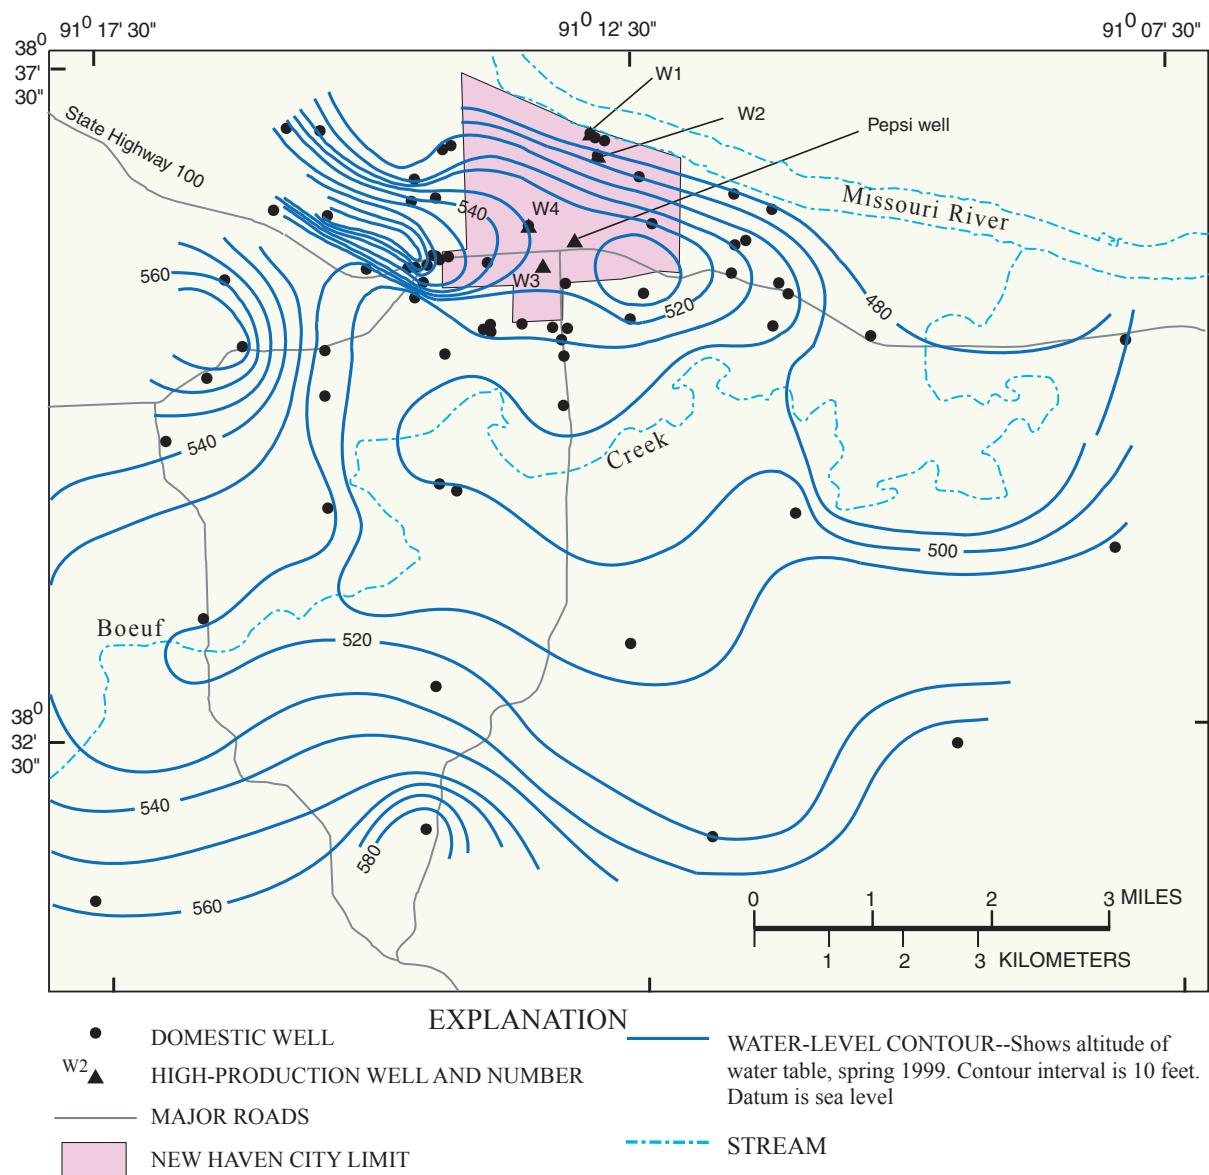 91⁰ 17' 30"
91⁰ 12' 30"
91⁰ 07' 30"
38⁰
37'
30"
State Highway 100
W1
W2
Pepsi well
Missouri River
540
W4
W3
560
520
480
540
Creek
500
Boeuf
520
38⁰
32'
30"
540
580
560
0 1 2 3 MILES
1 2 3 KILOMETERS
EXPLANATION
DOMESTIC WELL
W2 HIGH-PRODUCTION WELL AND NUMBER
MAJOR ROADS
NEW HAVEN CITY LIMIT
WATER-LEVEL CONTOUR--Shows altitude of
water table, spring 1999. Contour interval is 10 feet.
Datum is sea level
STREAM